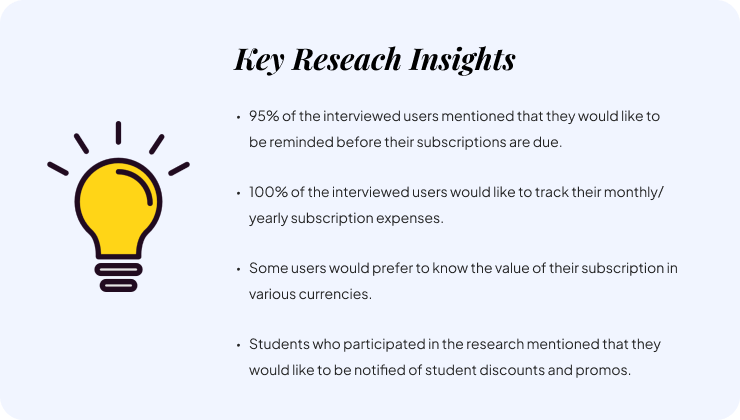 Key Reseach Insights
• 95% of the interviewed users mentioned that they would like to
be reminded before their subscriptions are due.
• 100% of the interviewed users would like to track their monthly/
yearly subscription expenses.
• Some users would prefer to know the value of their subscription in
various currencies.
• Students who participated in the research mentioned that they
would like to be notified of student discounts and promos.